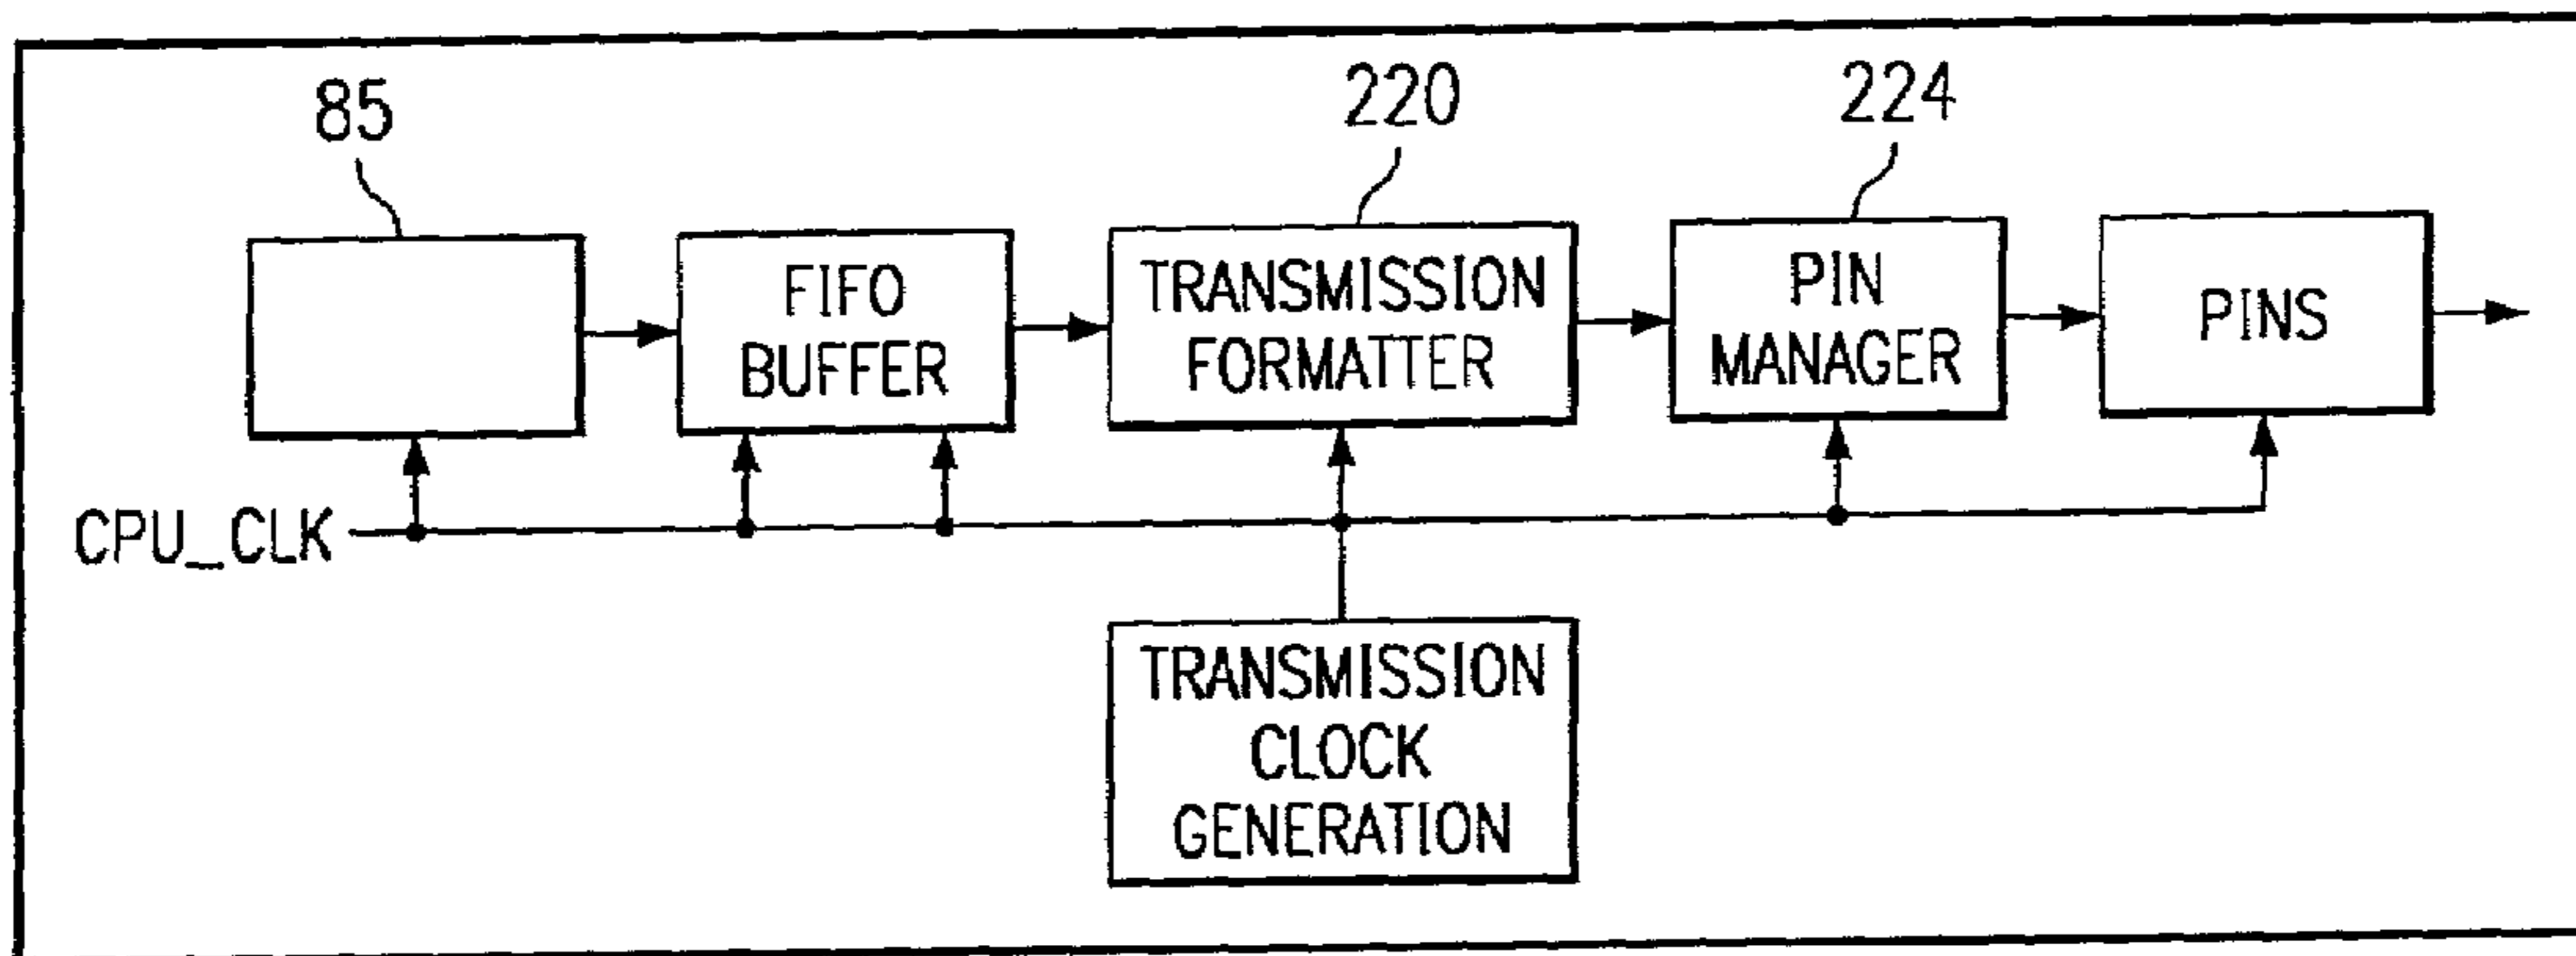 85
220
224
FIFO
BUFFER
TRANSMISSION
FORMATTER
PIN
MANAGER
PINS
CPU_CLK
TRANSMISSION
CLOCK
GENERATION